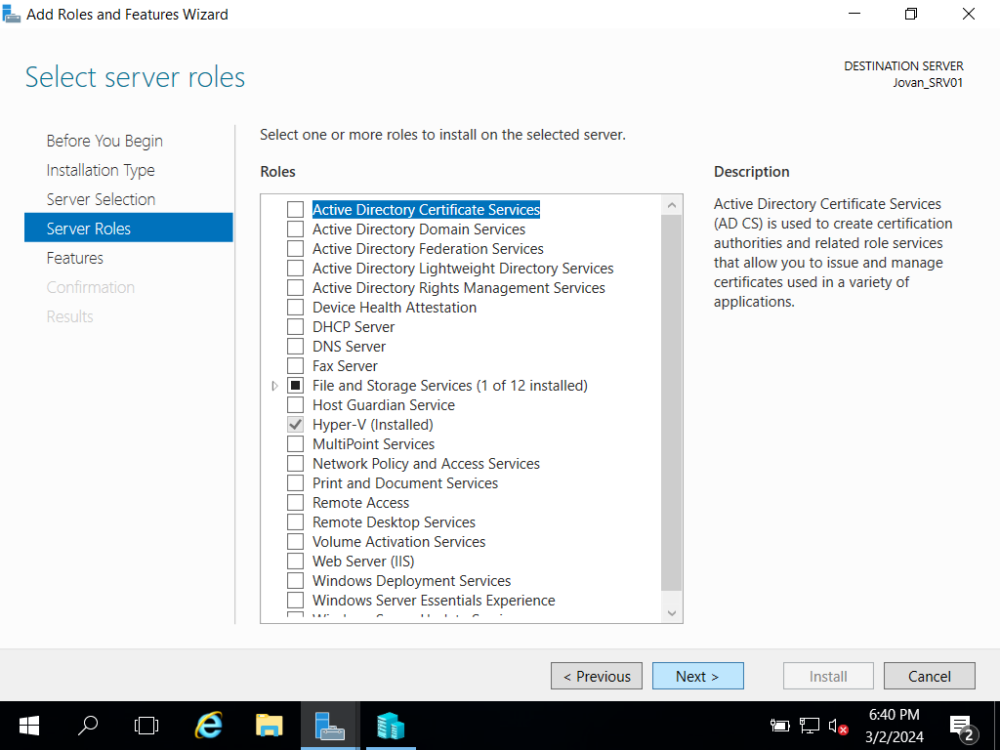 Add Roles and Features Wizard
Select server roles
DESTINATION SERVER
Jovan_SRV01
Before You Begin
Installation Type
Server Selection
Server Roles
Features
Confirmation
Results
Select one or more roles to install on the selected server.
Roles
Active Directory Certificate Services
Active Directory Domain Services
Active Directory Federation Services
Active Directory Lightweight Directory Services
Active Directory Rights Management Services
Device Health Attestation
DHCP Server
DNS Server
Fax Server
File and Storage Services (1 of 12 installed)
Host Guardian Service
Hyper-V (Installed)
MultiPoint Services
Network Policy and Access Services
Print and Document Services
Remote Access
Remote Desktop Services
Volume Activation Services
Web Server (IIS)
Windows Deployment Services
Windows Server Essentials Experience
Description
Active Directory Certificate Services
(AD CS) is used to create certification
authorities and related role services
that allow you to issue and manage
certificates used in a variety of
applications.
< Previous
Next >
Install
Cancel
6:40 PM
3/2/2024
2